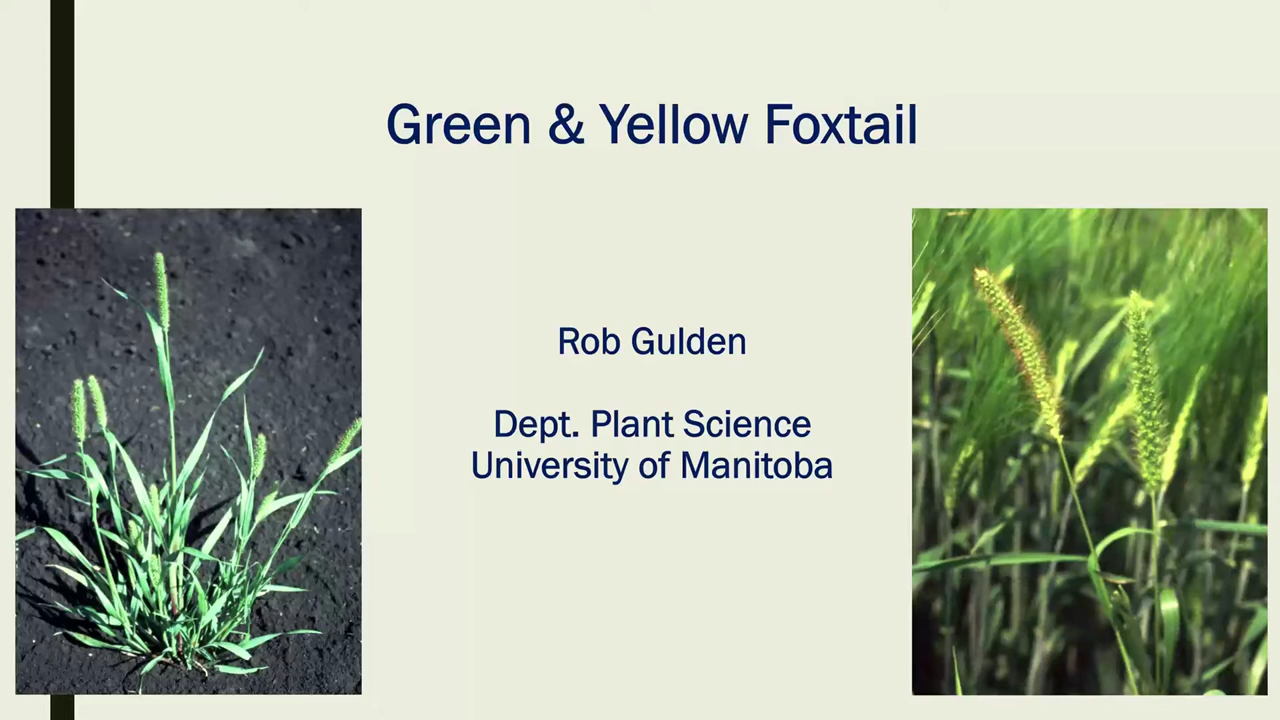 Green & Yellow Foxtail
Rob Gulden
Dept. Plant Science
University of Manitoba